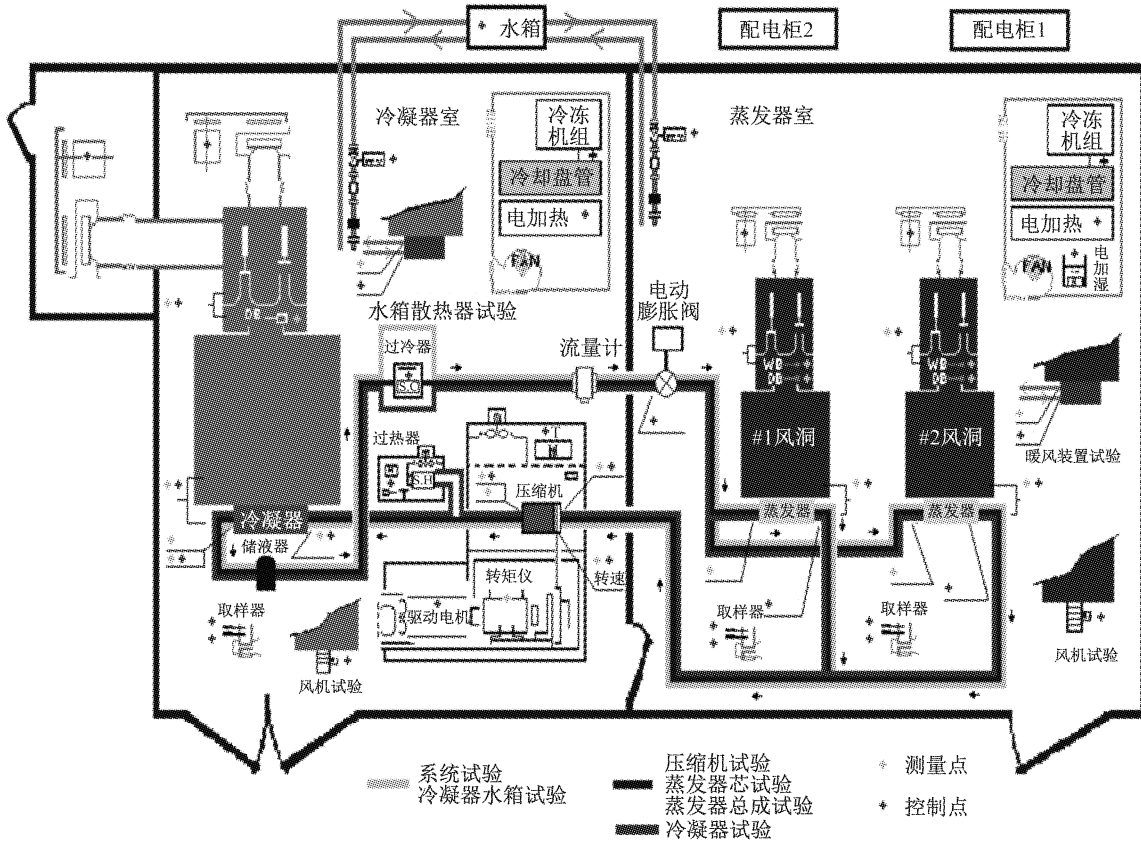 水箱
配电柜2
配电柜1
冷凝器室
冷冻
机组
冷却盘管
电加热
FAN
蒸发器室
冷冻
机组
冷却盘管
电加热
FAN
电
加
湿
水箱散热器试验
电动
膨胀阀
过冷器
S.C
流量计
DB
WB
DB
WB
DB
#1风洞
#2风洞
暖风装置试验
过热器
S.H
T
压缩机
冷凝器
储液器
蒸发器
蒸发器
转矩仪
转速
驱动电机
取样器
风机试验
取样器
取样器
风机试验
系统试验
冷凝器水箱试验
压缩机试验
蒸发器芯试验
蒸发器总成试验
冷凝器试验
测量点
控制点